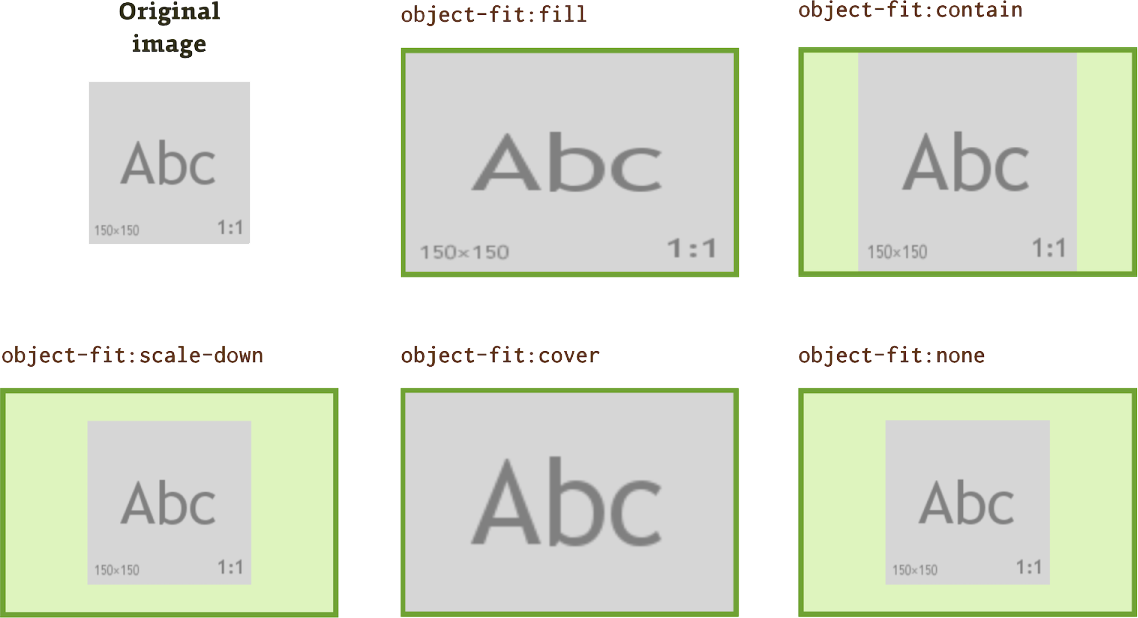 Original
image
Abc
150×150 1:1
object-fit:fill
Abc
150×150 1:1
object-fit:contain
Abc
150×150 1:1
object-fit:scale-down
Abc
150×150 1:1
object-fit:cover
Abc
object-fit:none
Abc
150×150 1:1